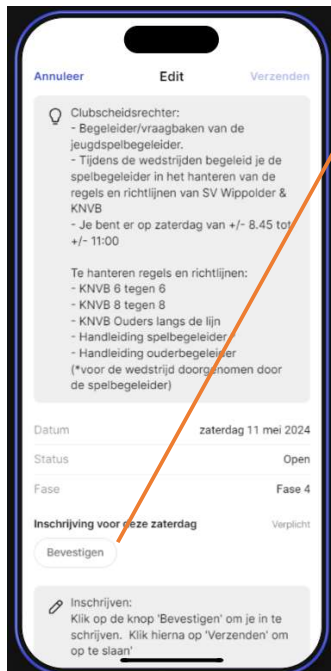 Annuleer Edit Verzenden
Clubscheidsrechter:
- Begeleider/vraagbaken van de
jeugdspelbegeleider.
- Tijdens de wedstrijden begeleid je de
spelbegeleider in het hanteren van de
regels en richtlijnen van SV Wippolder &
KNVB
- Je bent er op zaterdag van +/- 8.45 tot
+/- 11:00
Te hanteren regels en richtlijnen:
- KNVB 6 tegen 6
- KNVB 8 tegen 8
- KNVB Ouders langs de lijn
- Handleiding spelbegeleider *
- Handleiding ouderbegeleider
(*voor de wedstrijd doorgenomen door
de spelbegeleider)
Datum zaterdag 11 mei 2024
Status Open
Fase Fase 4
Inschrijving voor deze zaterdag Verplicht
Bevestigen
Inschrijven:
Klik op de knop 'Bevestigen' om je in te
schrijven. Klik hierna op 'Verzenden' om
op te slaan'